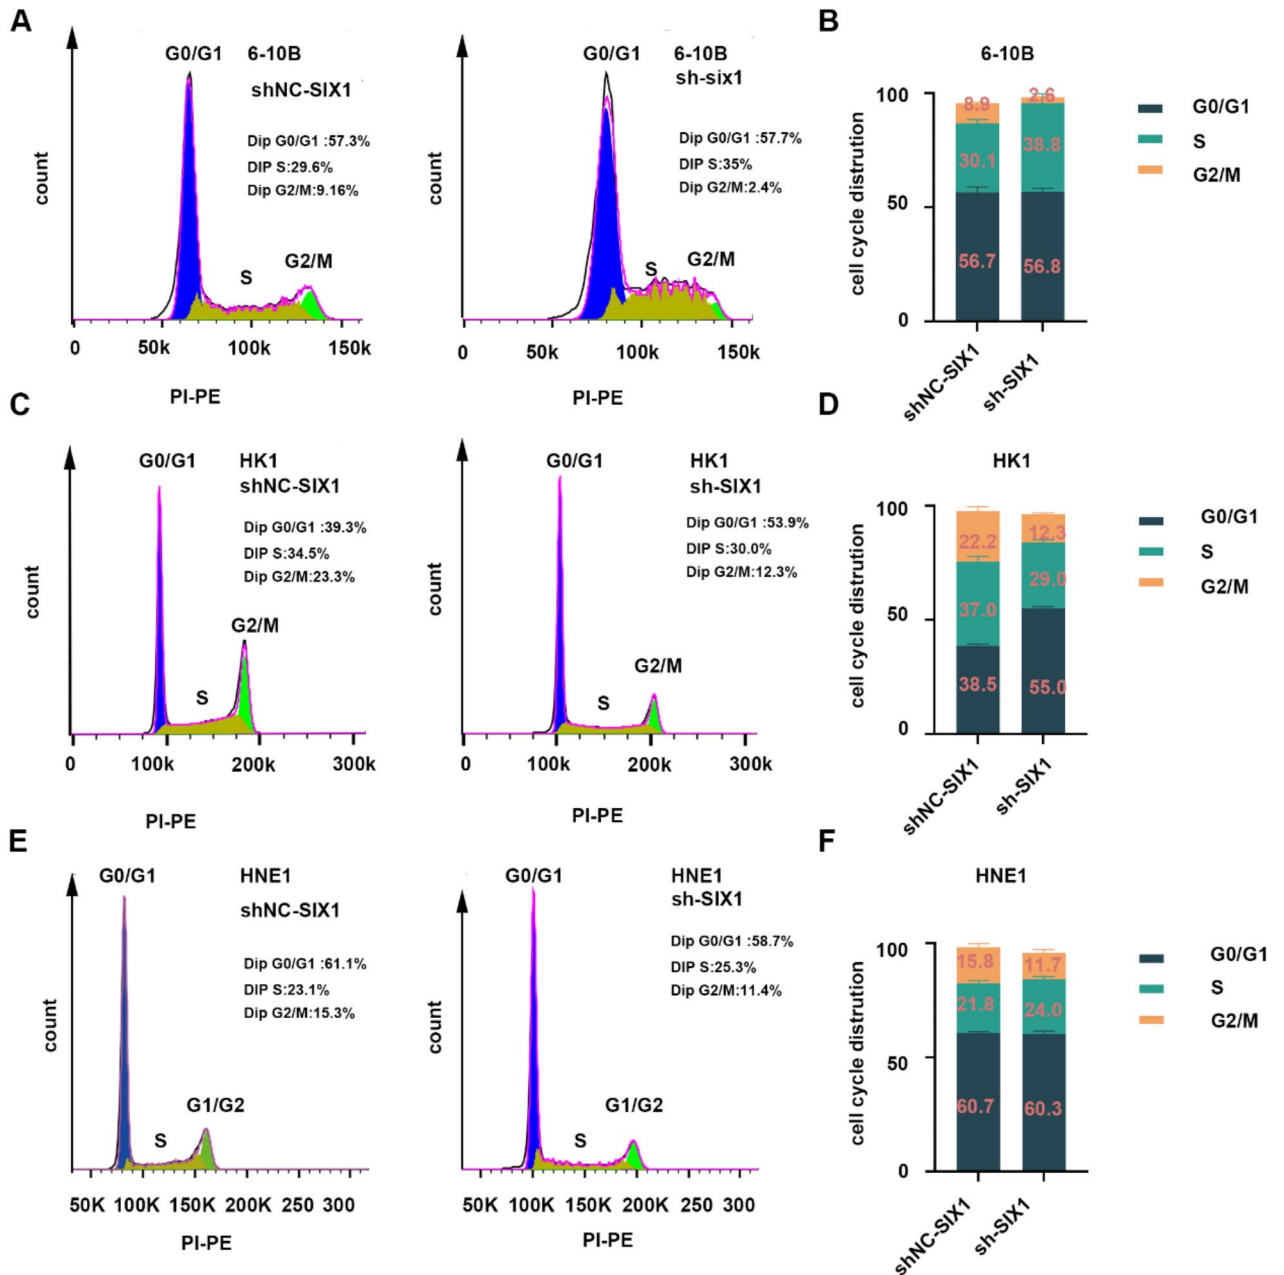 A
G0/G1 6-10B
shNC-SIX1
Dip G0/G1 :57.3%
DIP S:29.6%
Dip G2/M:9.16%
count
S
G2/M
0 50k 100k 150k
PI-PE
G0/G1 6-10B
sh-six1
Dip G0/G1 :57.7%
DIP S:35%
Dip G2/M:2.4%
count
S
G2/M
0 50k 100k 150k
PI-PE
B
6-10B
cell cycle distrution
100
50
0
8.9
30.1
56.7
2.6
38.8
56.8
shNC-SIX1
sh-SIX1
G0/G1
S
G2/M
C
G0/G1 HK1
shNC-SIX1
Dip G0/G1 :39.3%
DIP S:34.5%
Dip G2/M:23.3%
count
S
G2/M
0 100k 200k 300k
PI-PE
G0/G1 HK1
sh-SIX1
Dip G0/G1 :53.9%
DIP S:30.0%
Dip G2/M:12.3%
count
S
G2/M
0 100k 200k 300k
PI-PE
D
HK1
cell cycle distrution
100
50
0
22.2
37.0
38.5
12.3
29.0
55.0
shNC-SIX1
sh-SIX1
G0/G1
S
G2/M
E
G0/G1 HNE1
shNC-SIX1
Dip G0/G1 :61.1%
DIP S:23.1%
Dip G2/M:15.3%
count
S
G1/G2
50K 100K 150K 200K 250 300
PI-PE
G0/G1 HNE1
sh-SIX1
Dip G0/G1 :58.7%
DIP S:25.3%
Dip G2/M:11.4%
count
S
G1/G2
50K 100K 150K 200K 250 300
PI-PE
F
HNE1
cell cycle distrution
100
50
0
15.8
21.8
60.7
11.7
24.0
60.3
shNC-SIX1
sh-SIX1
G0/G1
S
G2/M